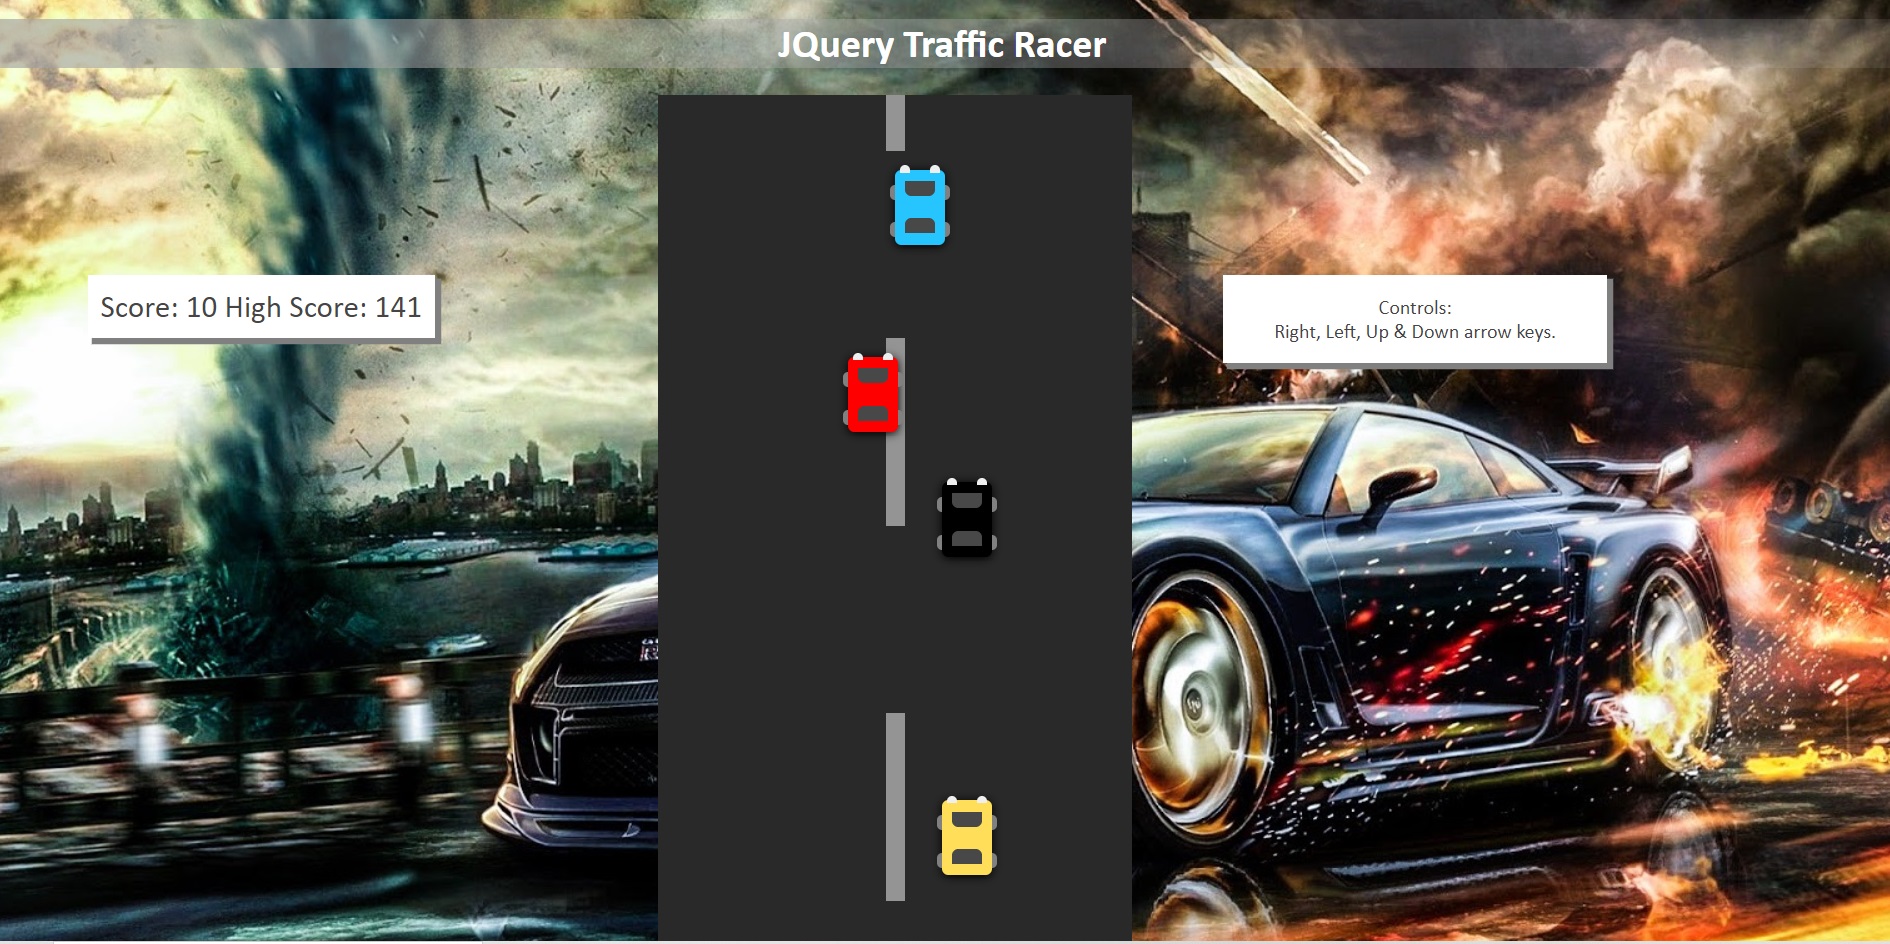 JQuery Traffic Racer
Score: 10 High Score: 141
Controls:
Right, Left, Up & Down arrow keys.